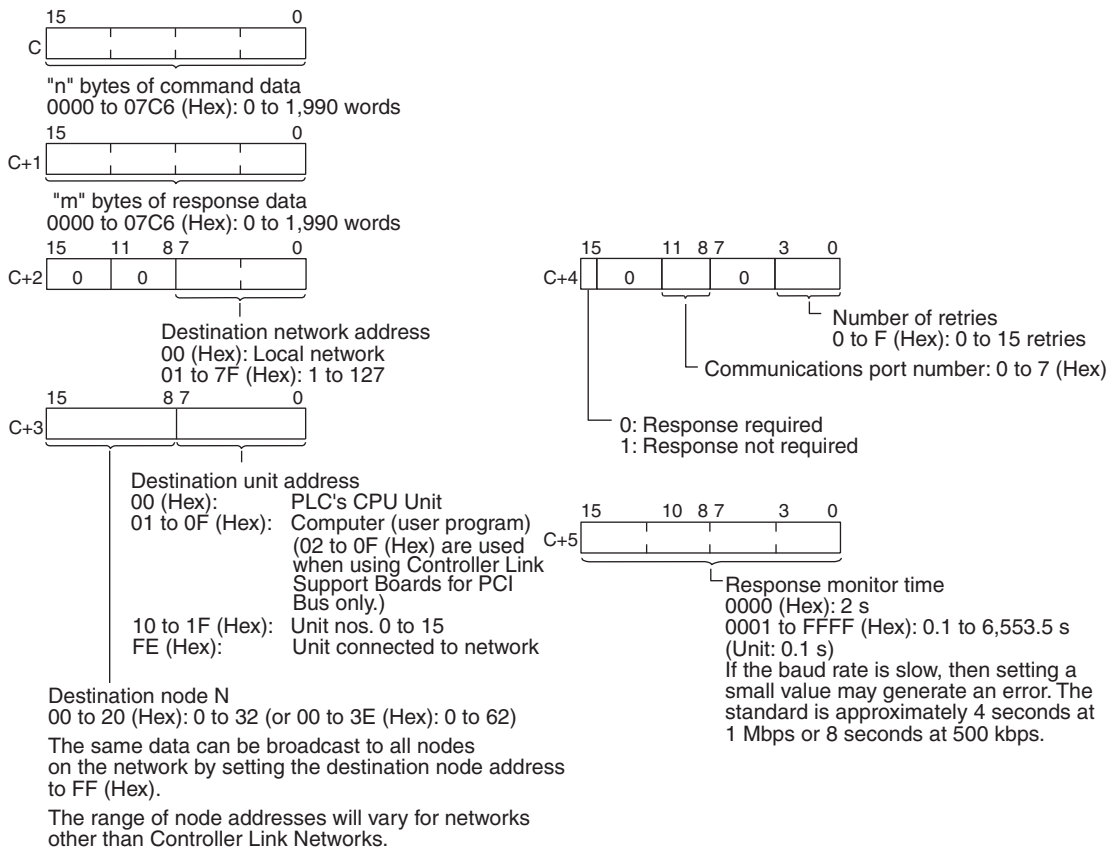 15 0
C
"n" bytes of command data
0000 to 07C6 (Hex): 0 to 1,990 words
15 0
C+1
"m" bytes of response data
0000 to 07C6 (Hex): 0 to 1,990 words
15 11 8 7 0
C+2 0 0
Destination network address
00 (Hex): Local network
01 to 7F (Hex): 1 to 127
15 8 7 0
C+3
Destination unit address
00 (Hex): PLC's CPU Unit
01 to 0F (Hex): Computer (user program)
(02 to 0F (Hex) are used
when using Controller Link
Support Boards for PCI
Bus only.)
10 to 1F (Hex): Unit nos. 0 to 15
FE (Hex): Unit connected to network
Destination node N
00 to 20 (Hex): 0 to 32 (or 00 to 3E (Hex): 0 to 62)
The same data can be broadcast to all nodes
on the network by setting the destination node address
to FF (Hex).
The range of node addresses will vary for networks
other than Controller Link Networks.
15 11 8 7 3 0
C+4 0 0
Number of retries
0 to F (Hex): 0 to 15 retries
Communications port number: 0 to 7 (Hex)
0: Response required
1: Response not required
15 10 8 7 3 0
C+5
Response monitor time
0000 (Hex): 2 s
0001 to FFFF (Hex): 0.1 to 6,553.5 s
(Unit: 0.1 s)
If the baud rate is slow, then setting a
small value may generate an error. The
standard is approximately 4 seconds at
1 Mbps or 8 seconds at 500 kbps.